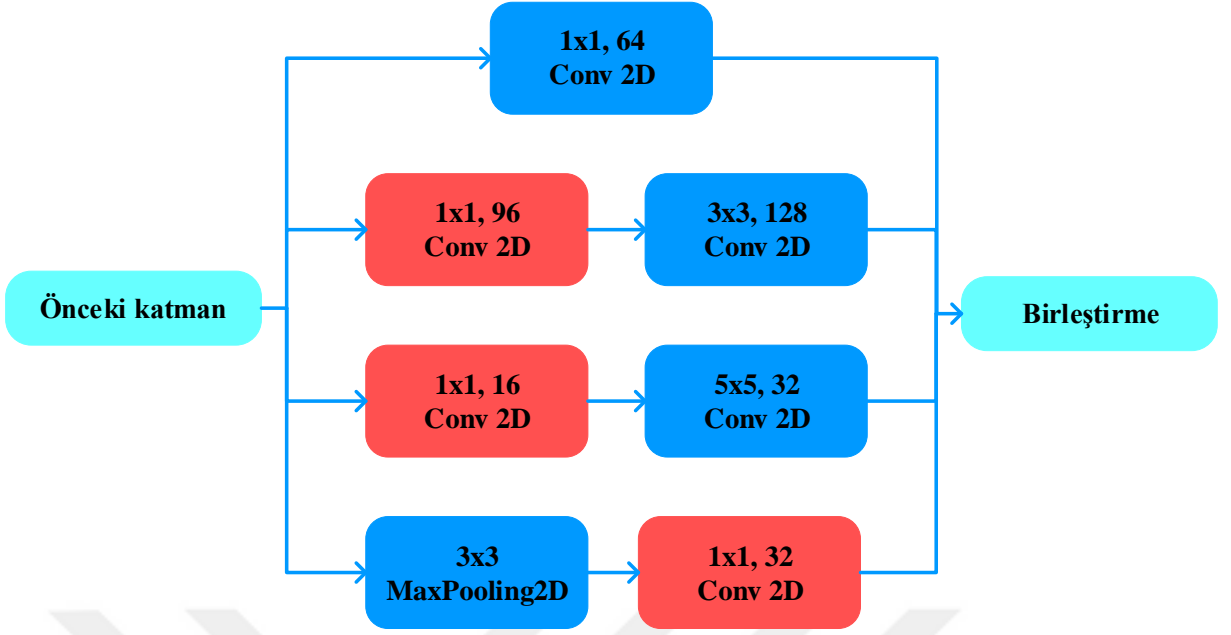 1x1, 64
Conv 2D
1x1, 96
Conv 2D
3x3, 128
Conv 2D
Önceki katman
Birleştirme
1x1, 16
Conv 2D
5x5, 32
Conv 2D
3x3
MaxPooling2D
1x1, 32
Conv 2D